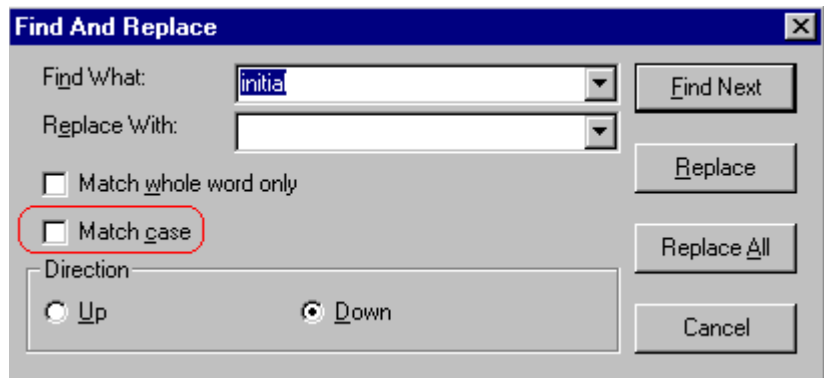 Find And Replace
Find What: initial Find Next
Replace With:
Match whole word only Replace
Match case Replace All
Direction
Up Down Cancel